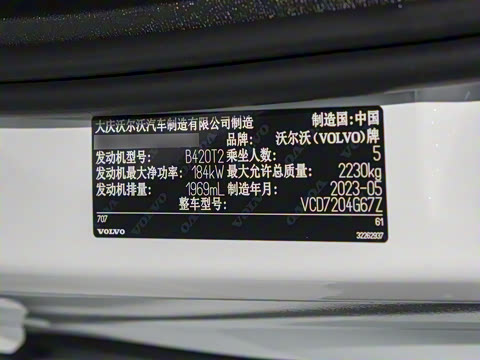 大庆沃尔沃汽车制造有限公司制造 制造国：中国
品牌： 沃尔沃（VOLVO）牌
发动机型号： B420T2 乘坐人数： 5
发动机最大净功率： 184kW 最大允许总质量： 2230kg
发动机排量： 1969mL 制造年月： 2023-05
整车型号： VCD7204G67Z
707 61
VOLVO 32262937